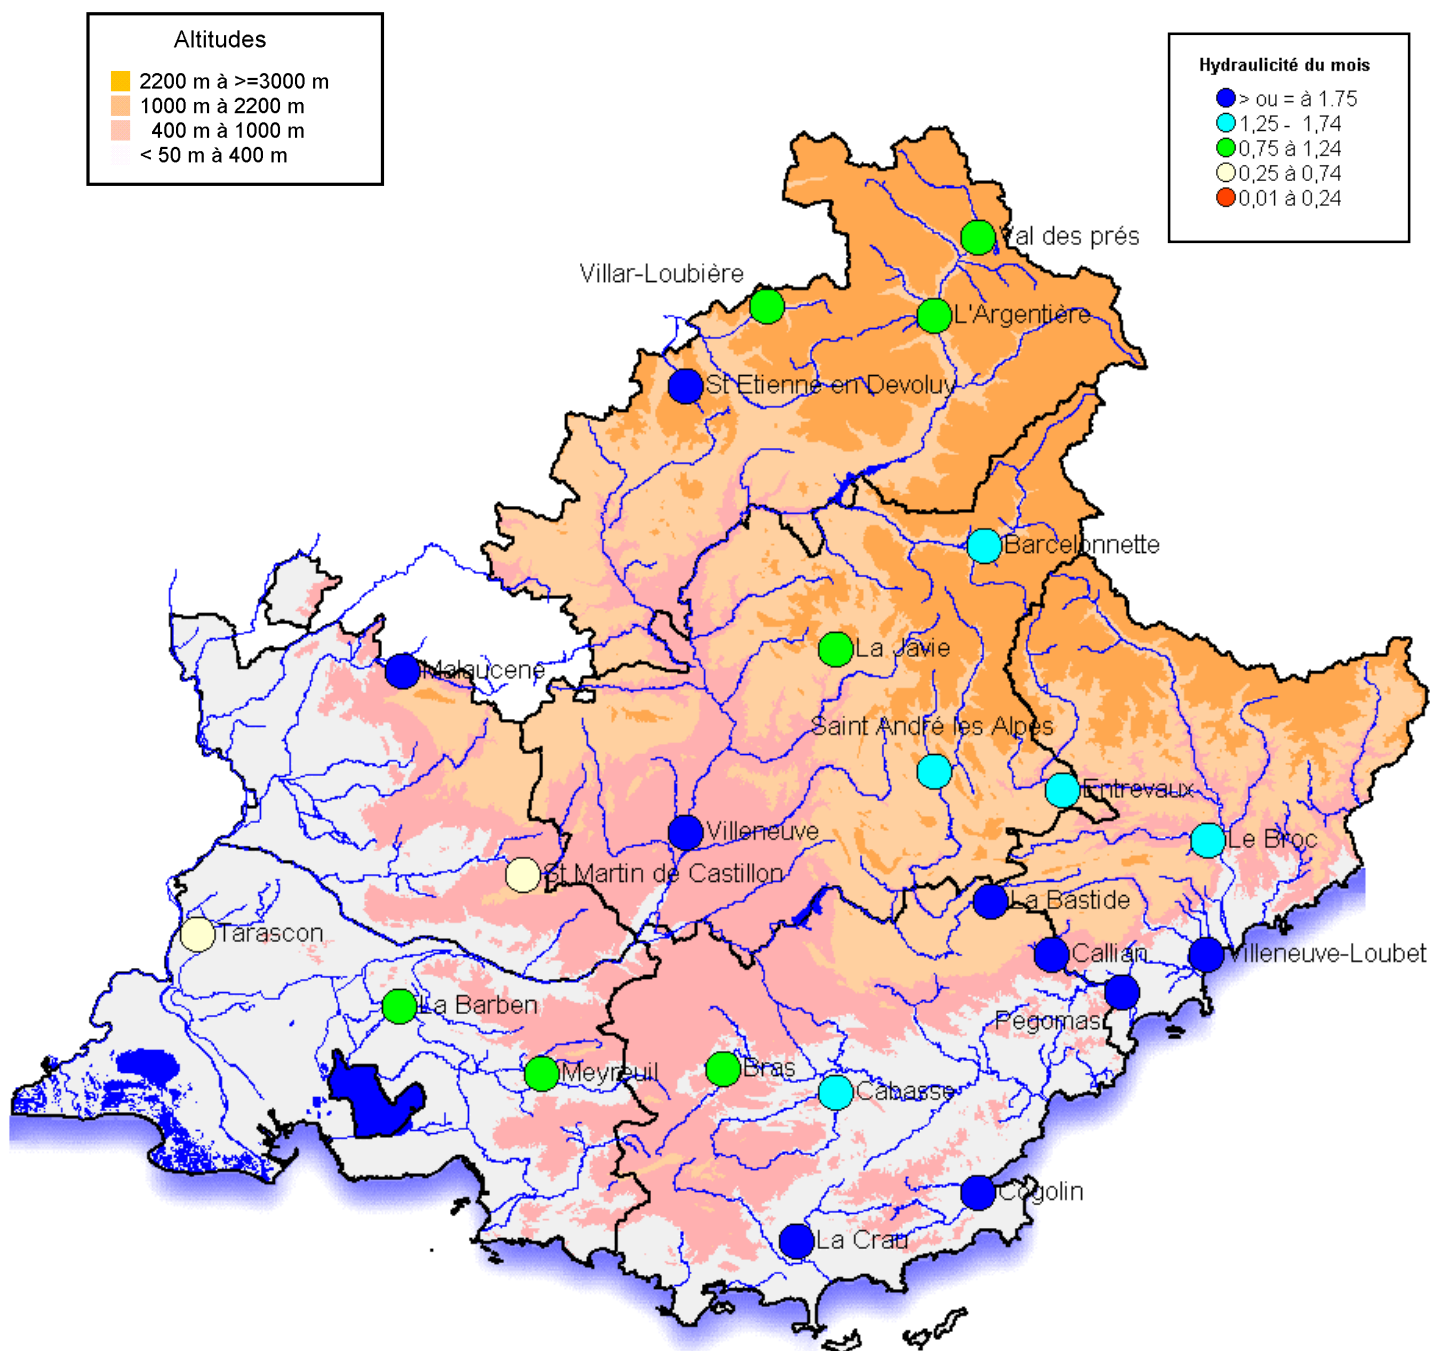 Altitudes
2200 m à >=3000 m
1000 m à 2200 m
400 m à 1000 m
< 50 m à 400 m
Hydraulicité du mois
> ou = à 1.75
1,25 - 1,74
0,75 à 1,24
0,25 à 0,74
0,01 à 0,24
Val des prés
Villar-Loubière
L'Argentière
St Etienne en Devoluy
Barcelonnette
La Javie
Malaucene
Saint André les Alpes
Entrevaux
Villeneuve
Le Broc
St Martin de Castillon
La Bastide
Tarascon
Callian
Villeneuve-Loubet
La Barben
Pegomas
Meyreuil
Bras
Cabasse
Cogolin
La Crau